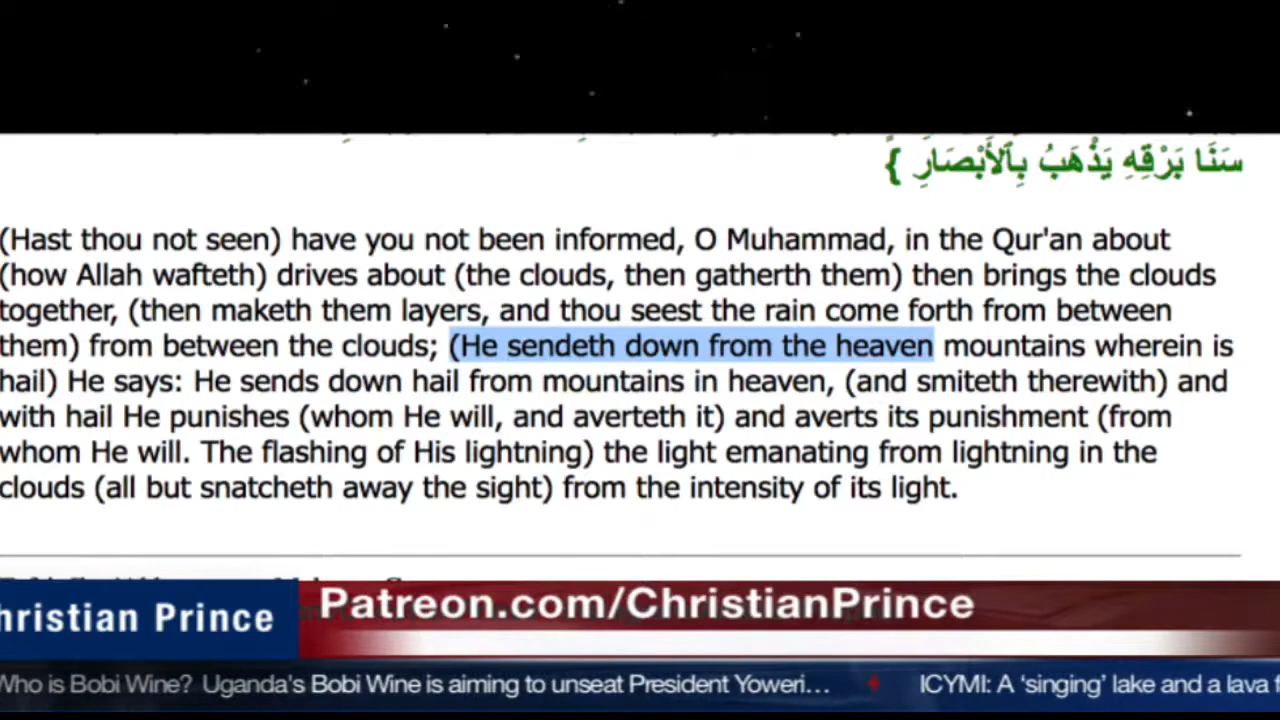 سَنَا بَرْقِهِ يَذْهَبُ بِٱلأَبْصَارِ }
(Hast thou not seen) have you not been informed, O Muhammad, in the Qur'an about
(how Allah wafteth) drives about (the clouds, then gatherth them) then brings the clouds
together, (then maketh them layers, and thou seest the rain come forth from between
them) from between the clouds; (He sendeth down from the heaven mountains wherein is
hail) He says: He sends down hail from mountains in heaven, (and smiteth therewith) and
with hail He punishes (whom He will, and averteth it) and averts its punishment (from
whom He will. The flashing of His lightning) the light emanating from lightning in the
clouds (all but snatcheth away the sight) from the intensity of its light.
hristian Prince
Patreon.com/ChristianPrince
Who is Bobi Wine? Uganda's Bobi Wine is aiming to unseat President Yoweri... ICYMI: A 'singing' lake and a lava f